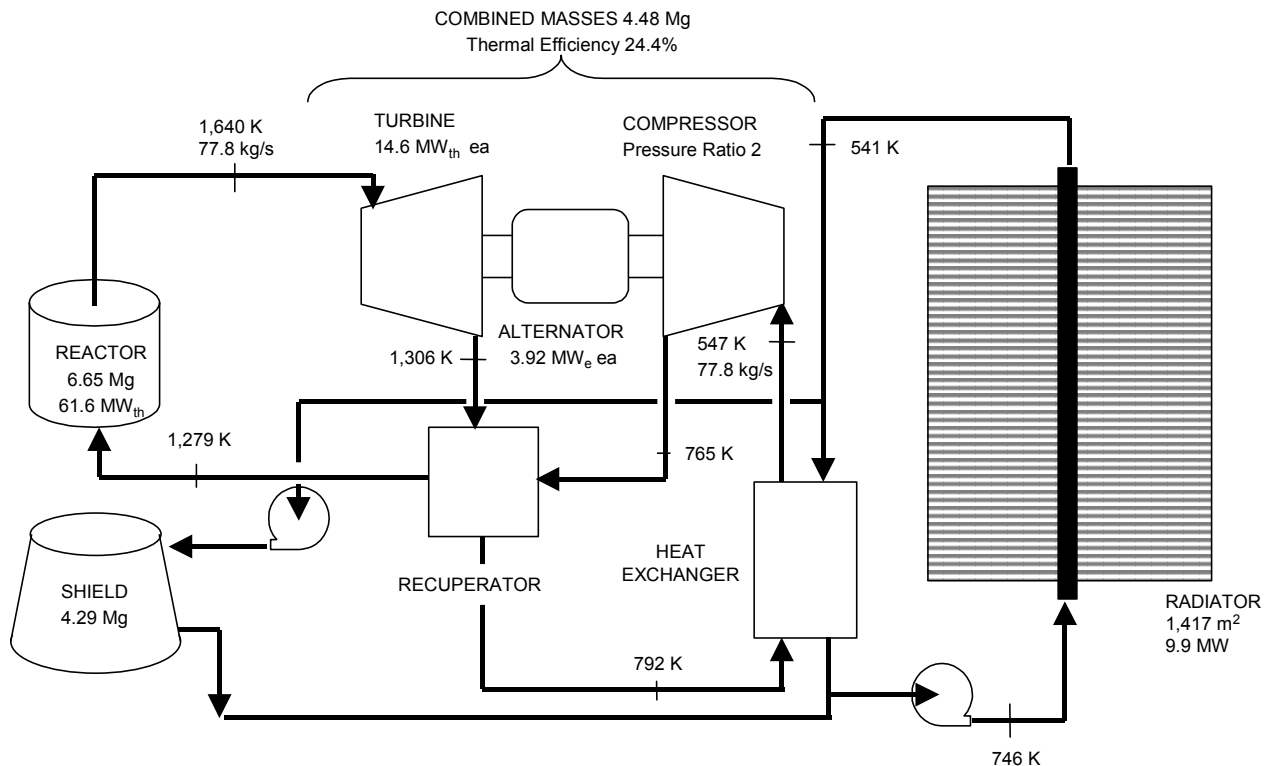 COMBINED MASSES 4.48 Mg
Thermal Efficiency 24.4%
1,640 K
77.8 kg/s
TURBINE
14.6 MWth ea
COMPRESSOR
Pressure Ratio 2
541 K
REACTOR
6.65 Mg
61.6 MWth
1,306 K
ALTERNATOR
3.92 MWe ea
547 K
77.8 kg/s
1,279 K
765 K
SHIELD
4.29 Mg
RECUPERATOR
HEAT
EXCHANGER
RADIATOR
1,417 m2
9.9 MW
792 K
746 K